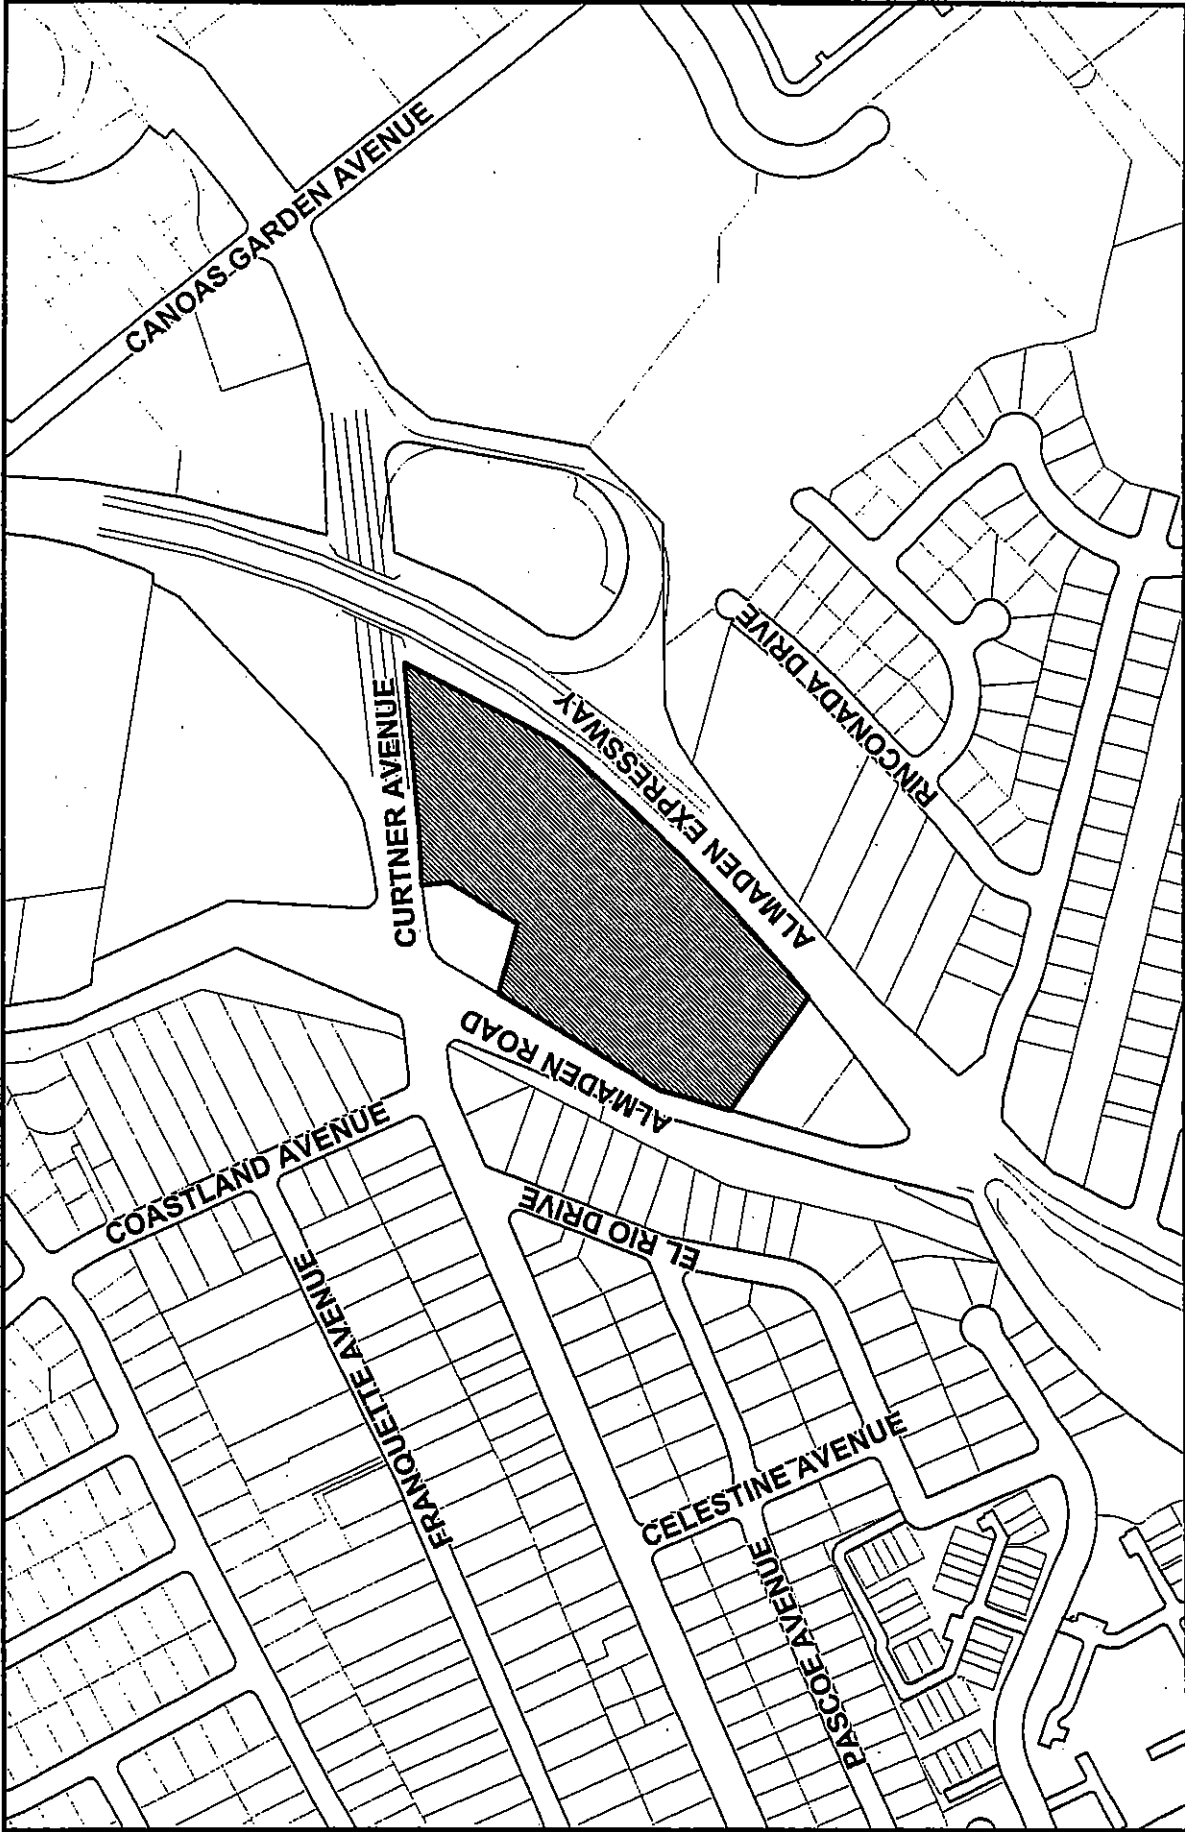 CANOAS GARDEN AVENUE
CURTNER AVENUE
ALMADEN EXPRESSWAY
RINCONADA DRIVE
ALMADEN ROAD
COASTLAND AVENUE
EL RIO DRIVE
FRANQUETTE AVENUE
CELESTINE AVENUE
PASCOE AVENUE